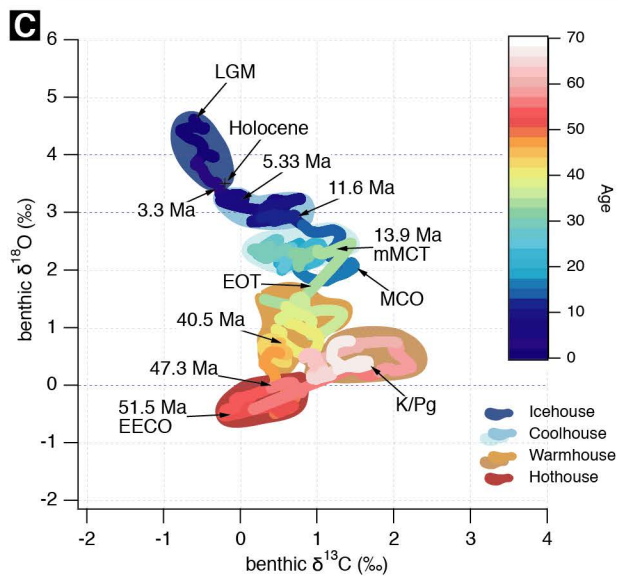 C
6
5
4
3
2
1
0
-1
-2
benthic δ18O (‰)
-2
-1
0
1
2
3
4
benthic δ13C (‰)
LGM
Holocene
5.33 Ma
11.6 Ma
3.3 Ma
13.9 Ma
mMCT
EOT
MCO
40.5 Ma
47.3 Ma
51.5 Ma
EECO
K/Pg
70
60
50
40
30
20
10
0
Age
Icehouse
Coolhouse
Warmhouse
Hothouse